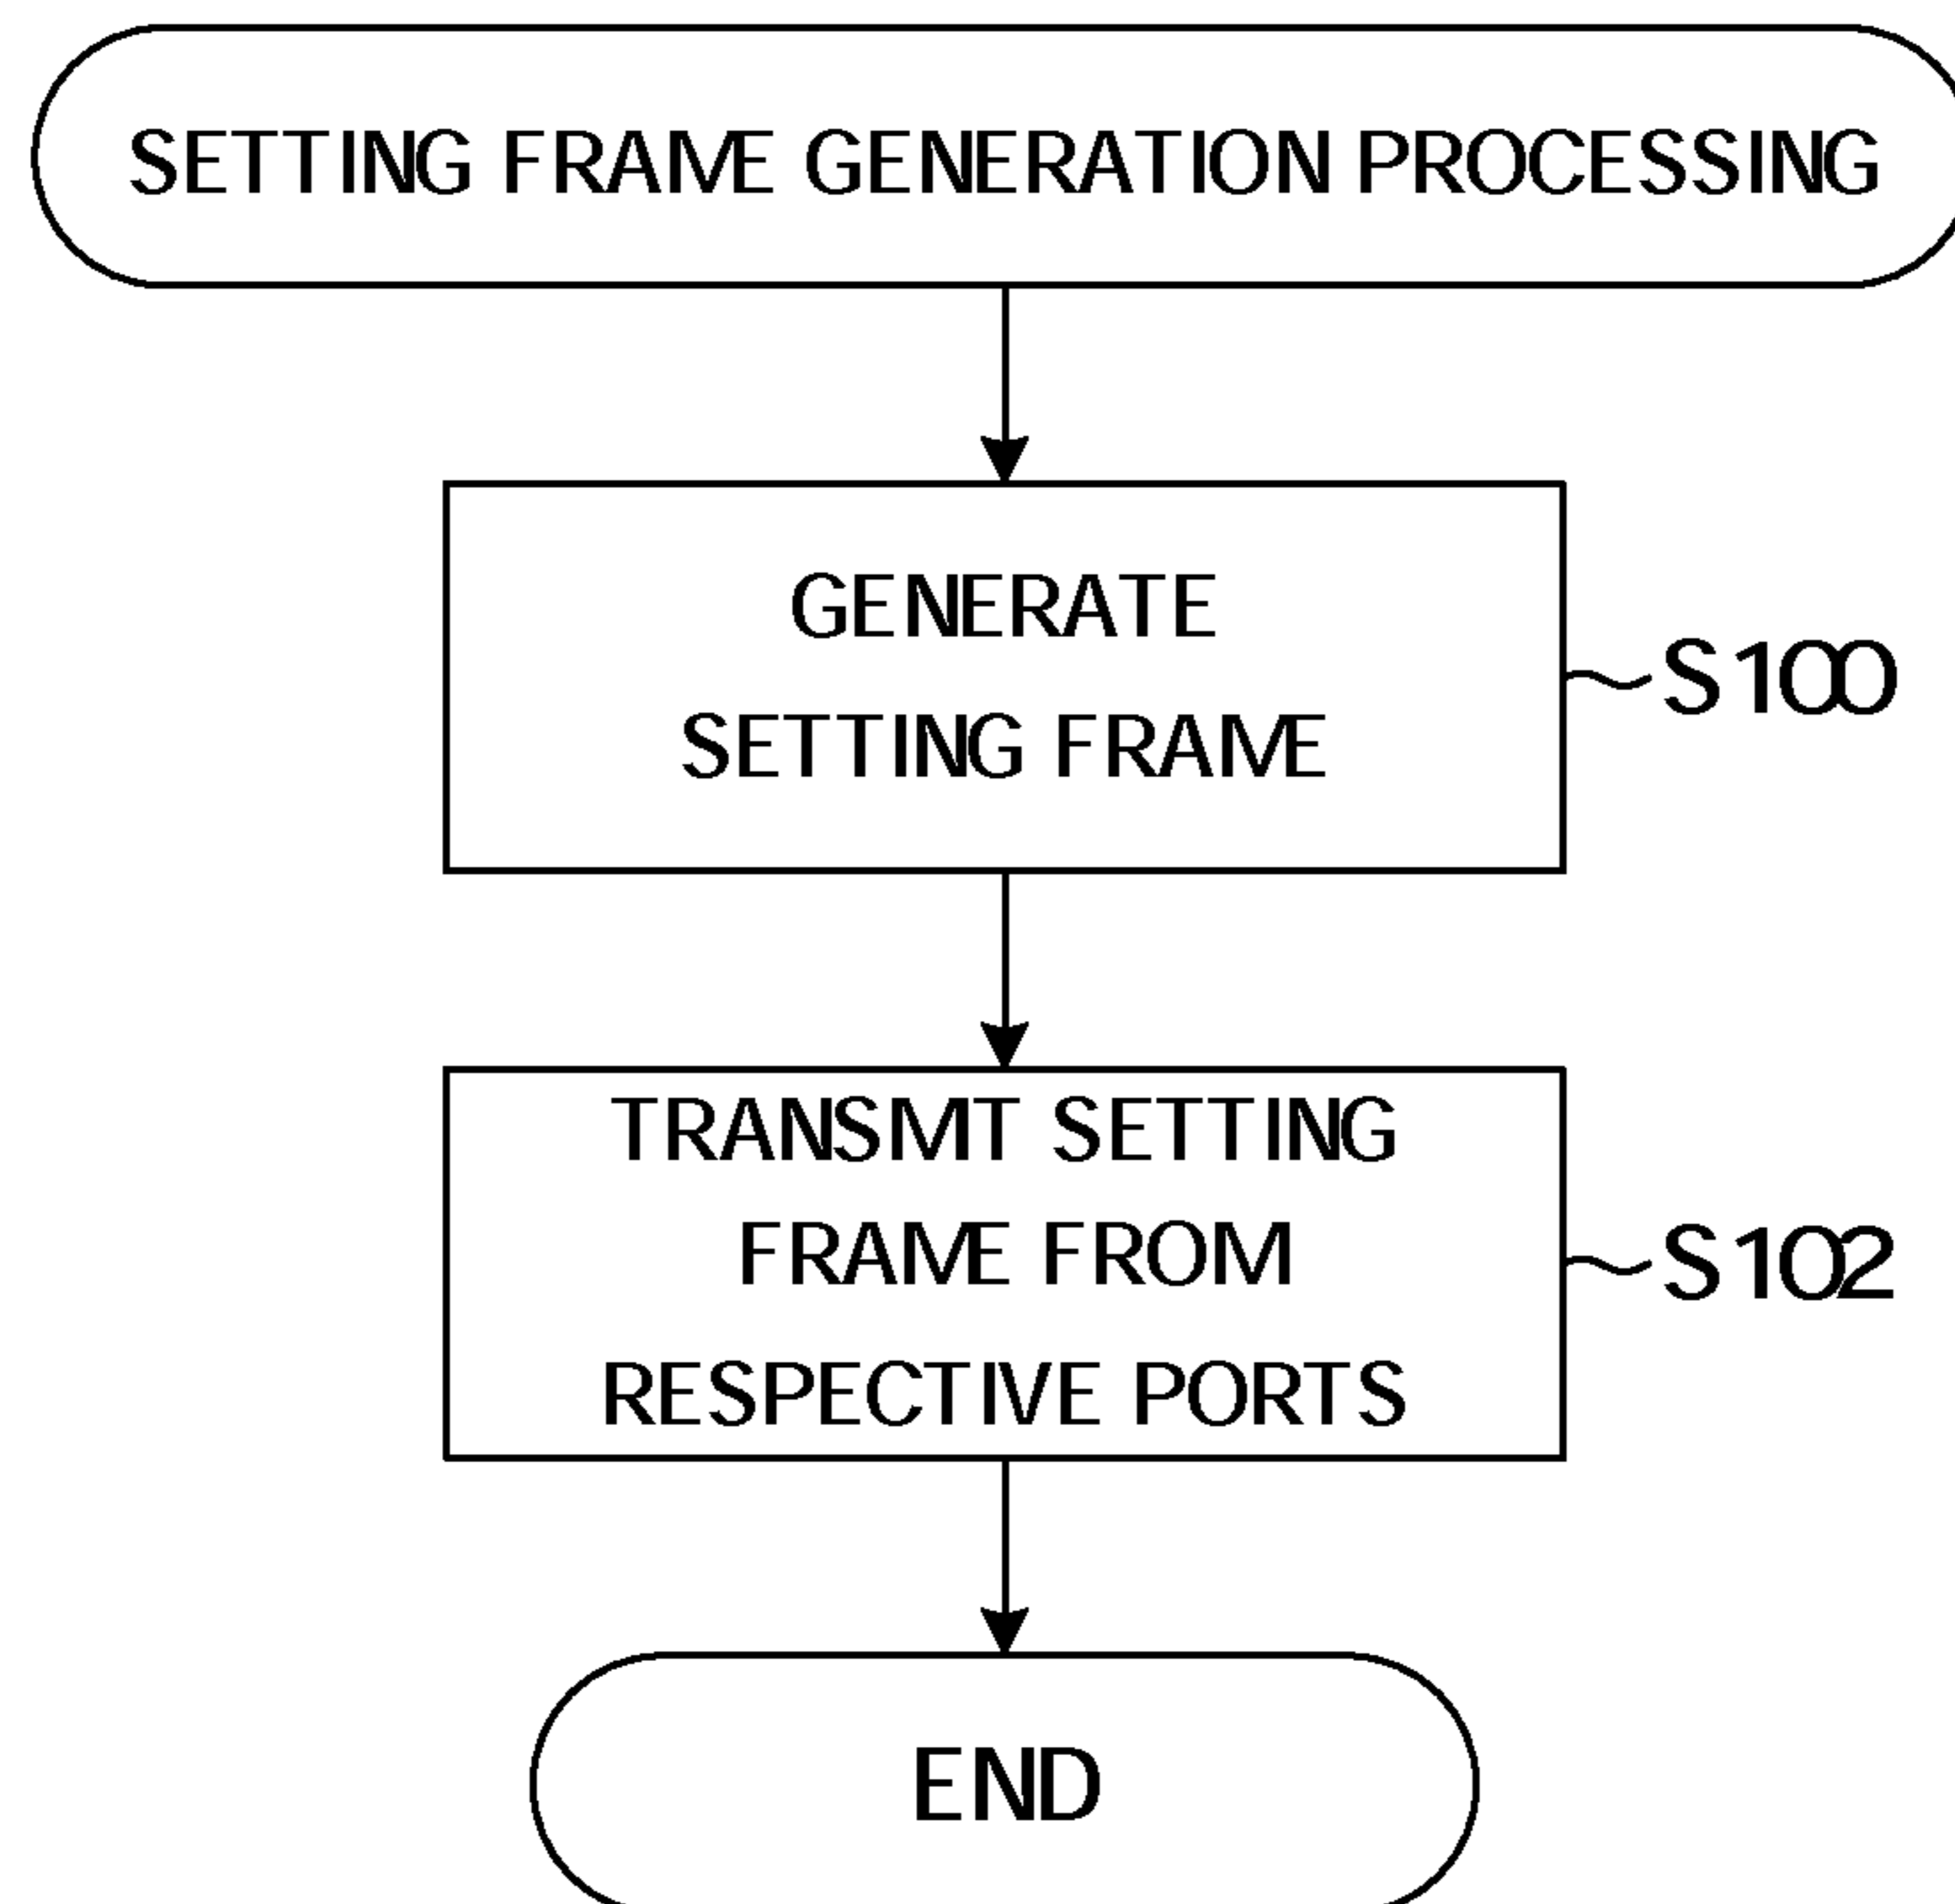 SETTING FRAME GENERATION PROCESSING
GENERATE
SETTING FRAME
S100
TRANSMIT SETTING
FRAME FROM
RESPECTIVE PORTS
S102
END